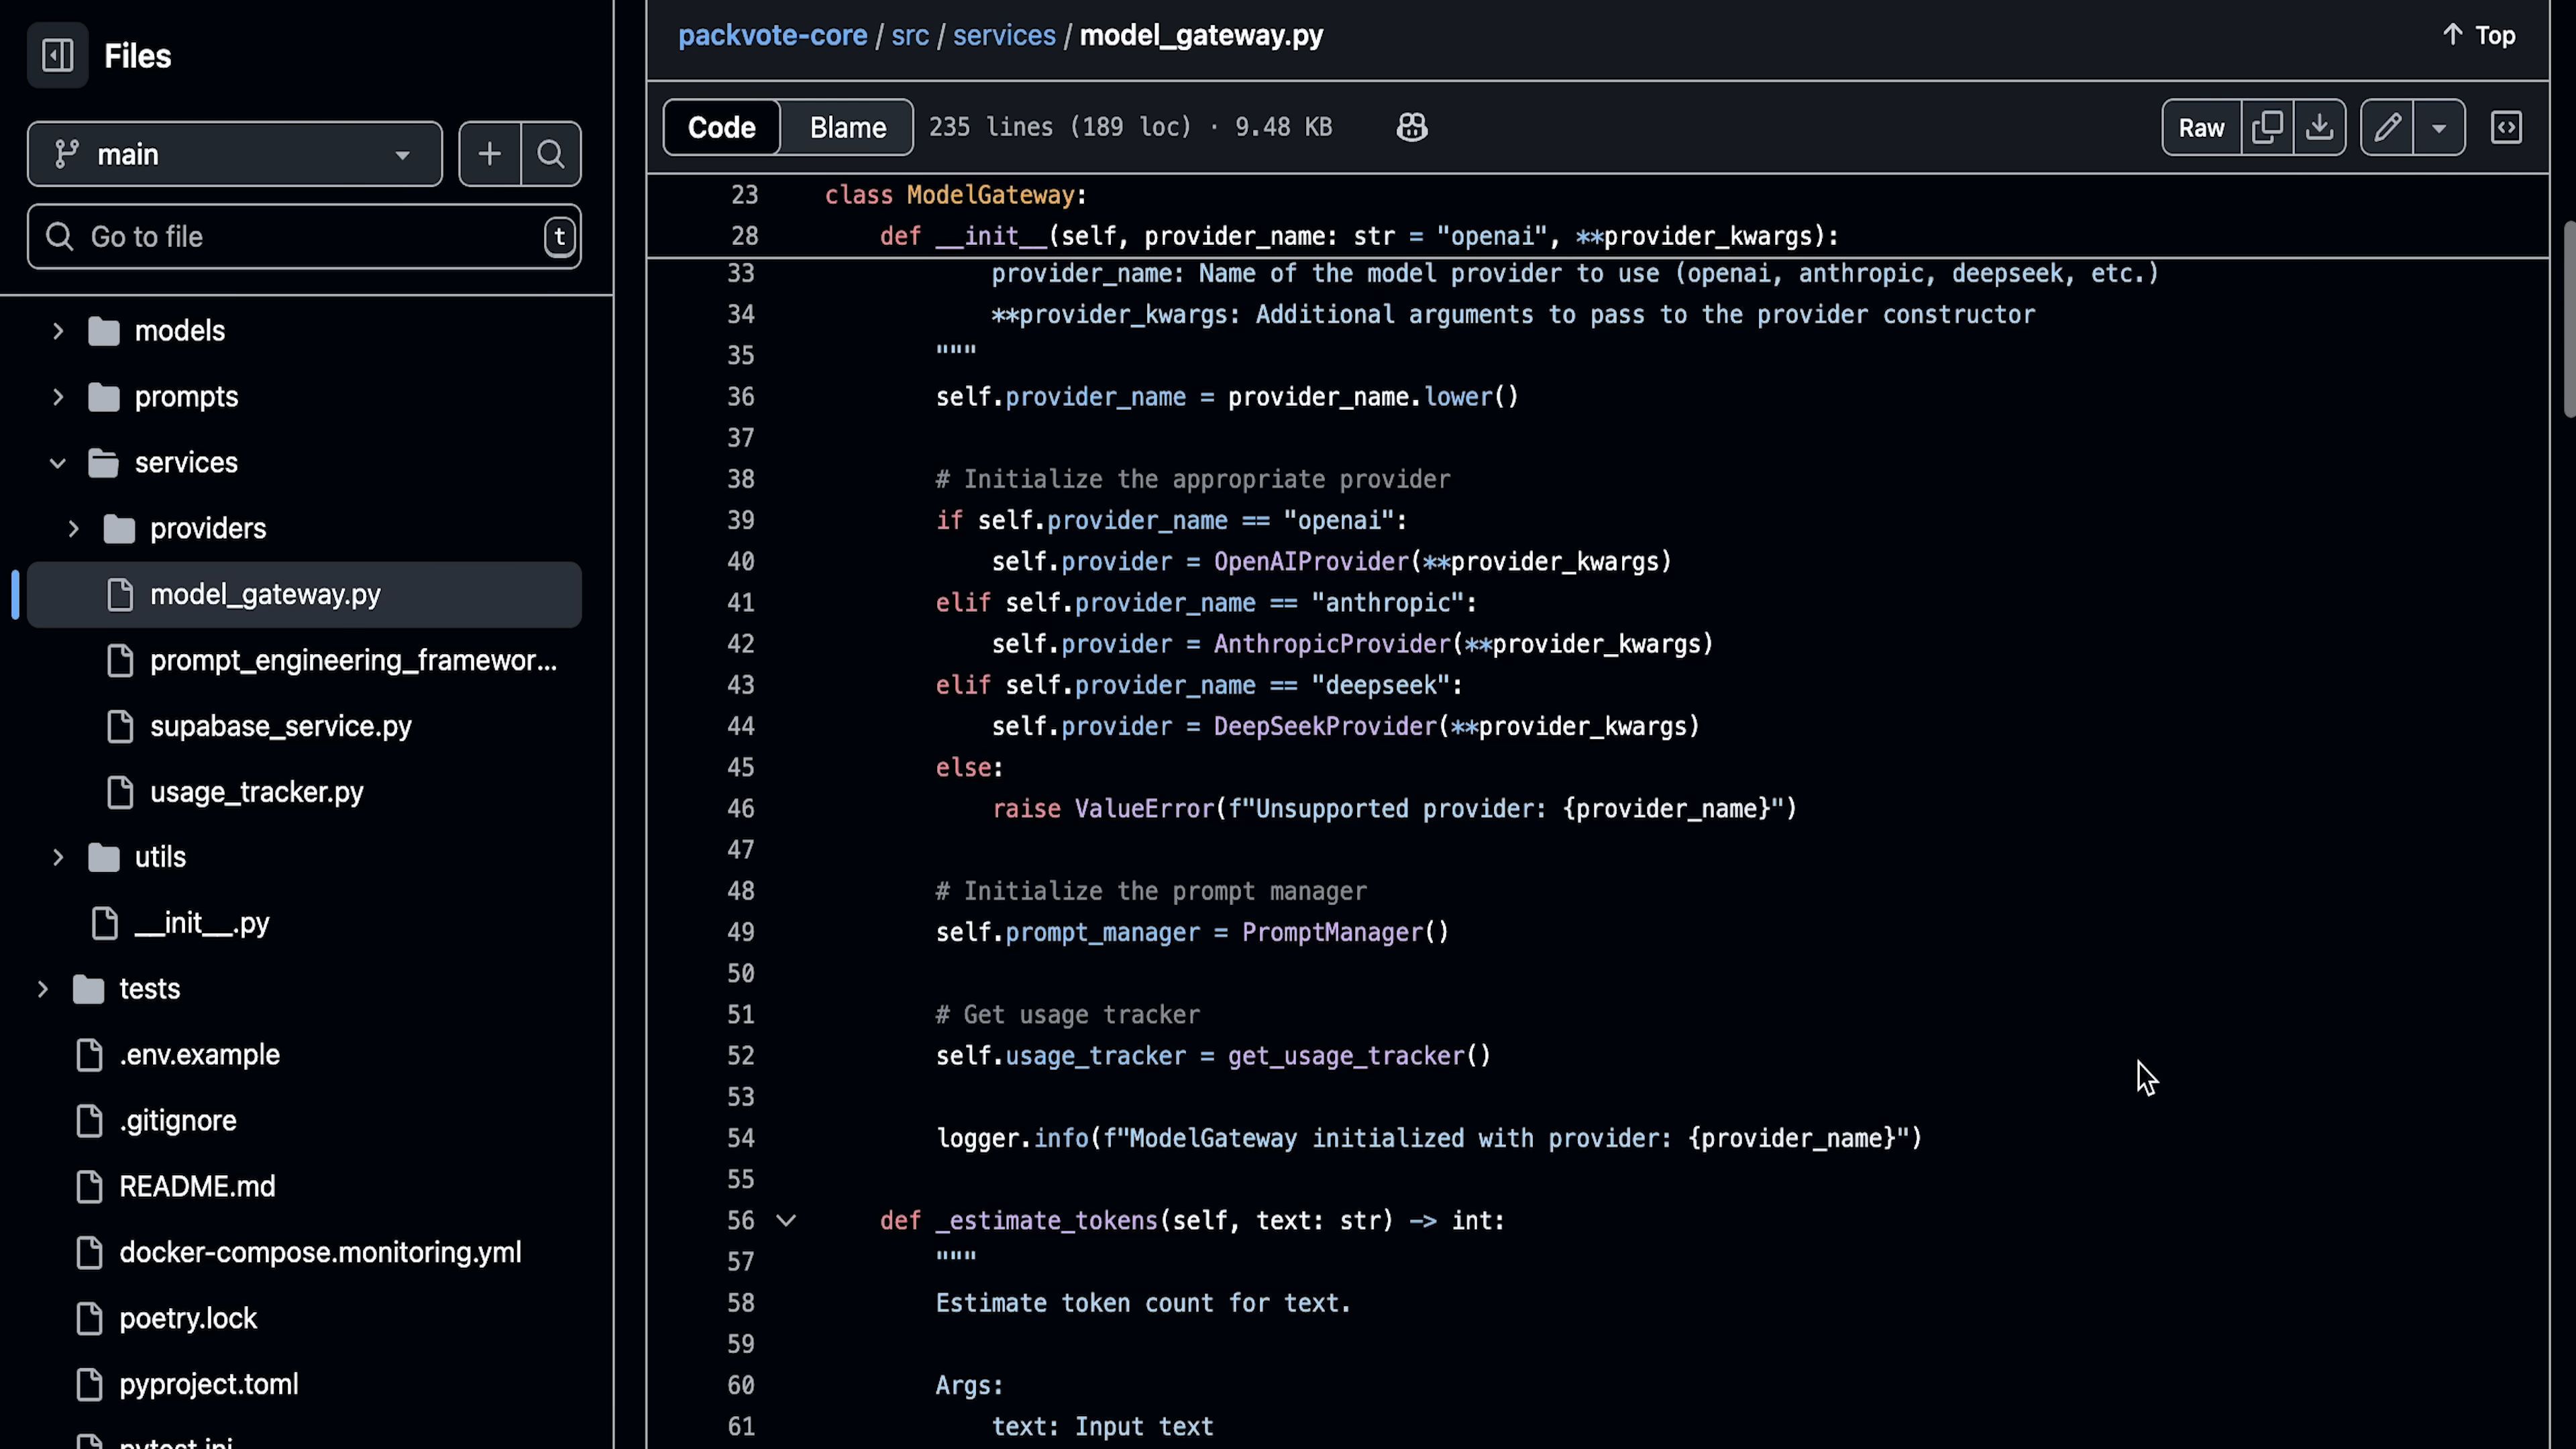 Files
main
Go to file
t
models
prompts
services
providers
model_gateway.py
prompt_engineering_framewor...
supabase_service.py
usage_tracker.py
utils
__init__.py
tests
.env.example
.gitignore
README.md
docker-compose.monitoring.yml
poetry.lock
pyproject.toml
pytest.ini
packvote-core / src / services / model_gateway.py
Top
Code Blame 235 lines (189 loc) · 9.48 KB
Raw
23 class ModelGateway:
28 def __init__(self, provider_name: str = "openai", **provider_kwargs):
33 provider_name: Name of the model provider to use (openai, anthropic, deepseek, etc.)
34 **provider_kwargs: Additional arguments to pass to the provider constructor
35 """
36 self.provider_name = provider_name.lower()
37
38 # Initialize the appropriate provider
39 if self.provider_name == "openai":
40 self.provider = OpenAIProvider(**provider_kwargs)
41 elif self.provider_name == "anthropic":
42 self.provider = AnthropicProvider(**provider_kwargs)
43 elif self.provider_name == "deepseek":
44 self.provider = DeepSeekProvider(**provider_kwargs)
45 else:
46 raise ValueError(f"Unsupported provider: {provider_name}")
47
48 # Initialize the prompt manager
49 self.prompt_manager = PromptManager()
50
51 # Get usage tracker
52 self.usage_tracker = get_usage_tracker()
53
54 logger.info(f"ModelGateway initialized with provider: {provider_name}")
55
56 def _estimate_tokens(self, text: str) -> int:
57 """
58 Estimate token count for text.
59
60 Args:
61 text: Input text